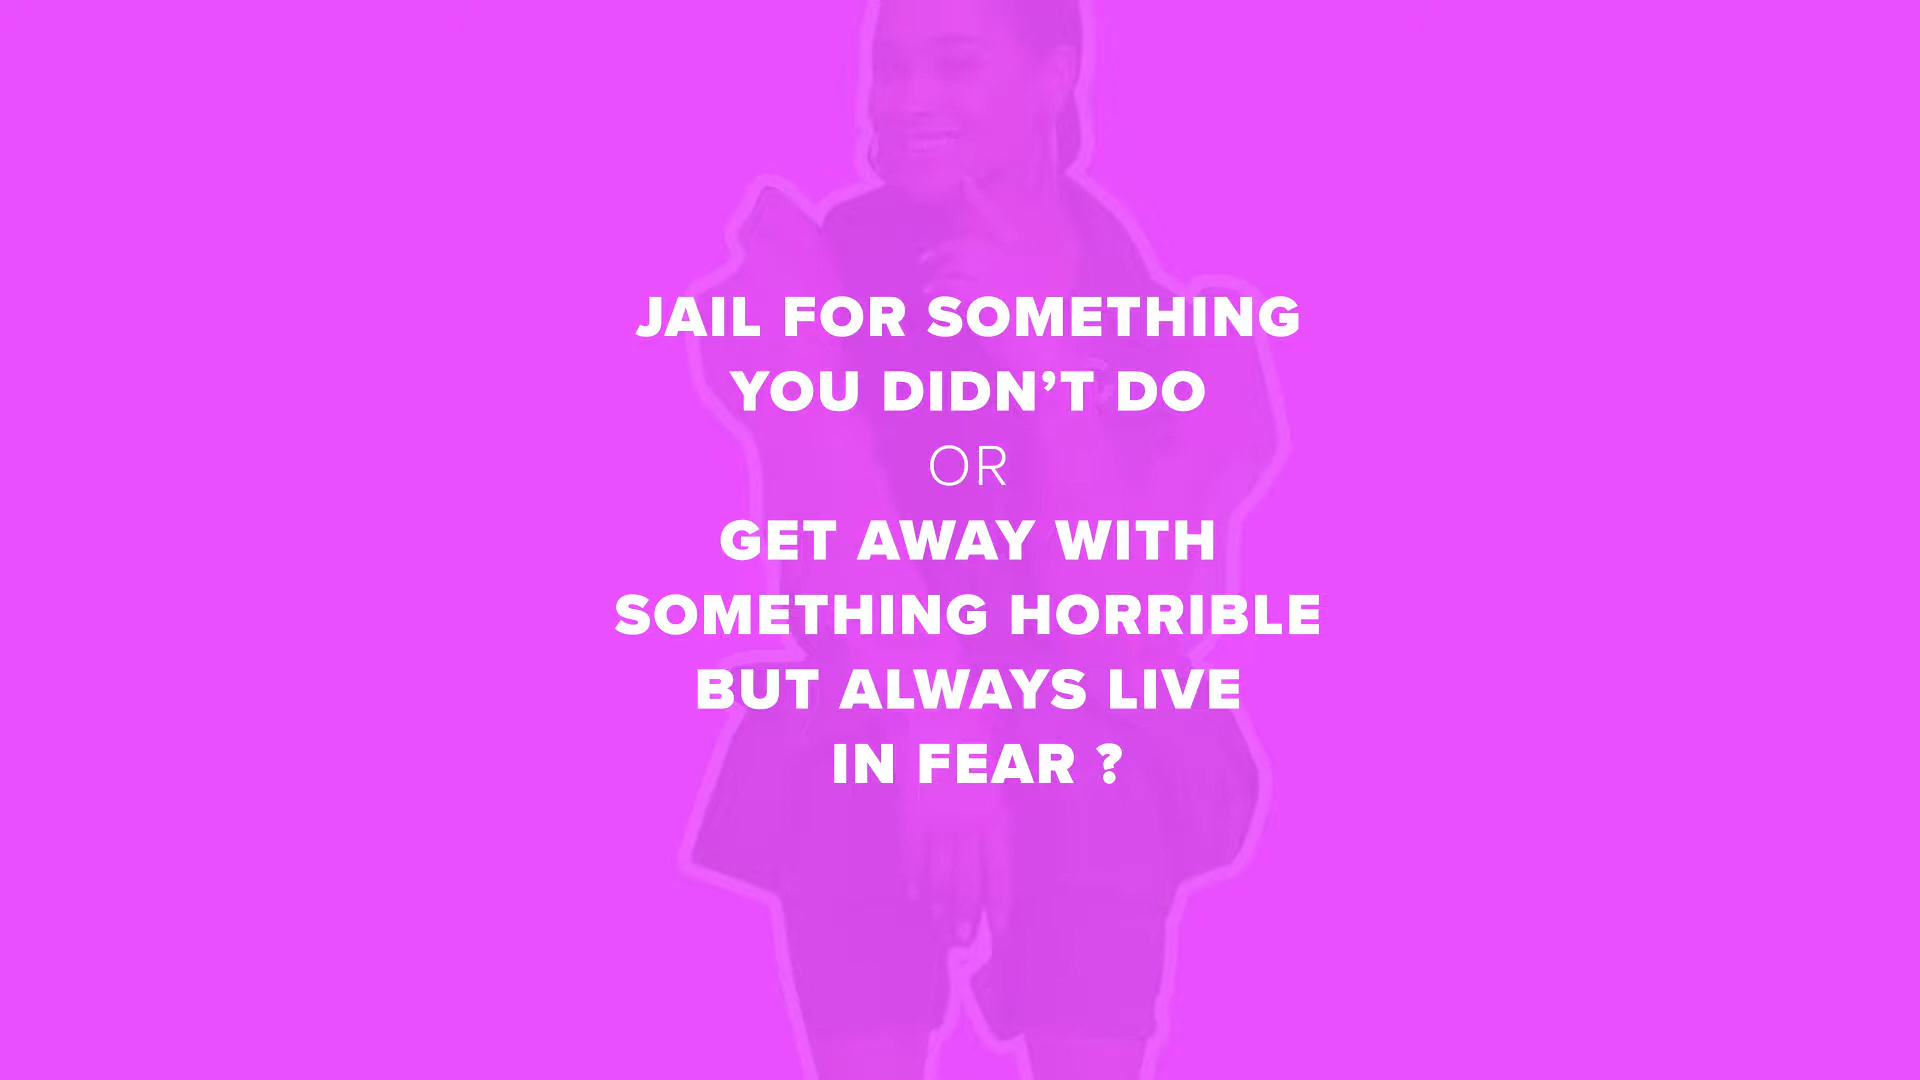 JAIL FOR SOMETHING
YOU DIDN’T DO
OR
GET AWAY WITH
SOMETHING HORRIBLE
BUT ALWAYS LIVE
IN FEAR ?